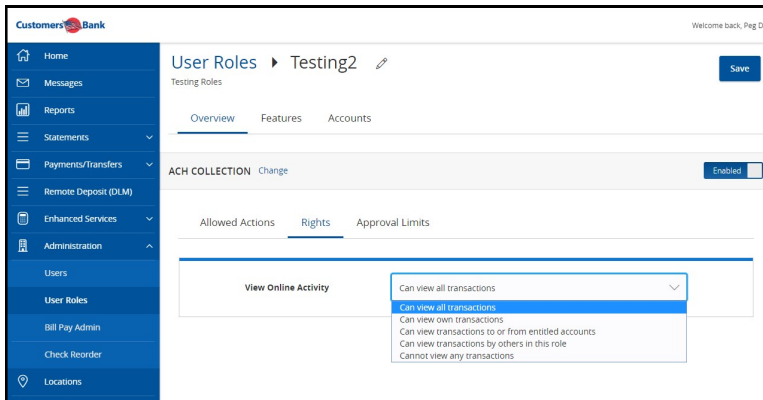 Customers Bank
Welcome back, Peg D
Home
Messages
Reports
Statements
Payments/Transfers
Remote Deposit (DLM)
Enhanced Services
Administration
Users
User Roles
Bill Pay Admin
Check Reorder
Locations
User Roles Testing2
Save
Testing Roles
Overview Features Accounts
ACH COLLECTION Change
Enabled
Allowed Actions Rights Approval Limits
View Online Activity
Can view all transactions
Can view all transactions
Can view own transactions
Can view transactions to or from entitled accounts
Can view transactions by others in this role
Cannot view any transactions